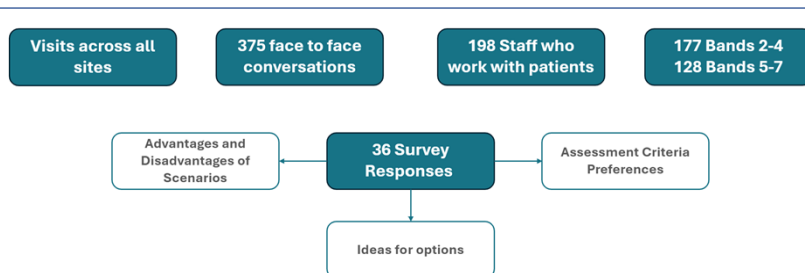 Visits across all
sites
375 face to face
conversations
198 Staff who
work with patients
177 Bands 2-4
128 Bands 5-7
Advantages and
Disadvantages of
Scenarios
36 Survey
Responses
Assessment Criteria
Preferences
Ideas for options